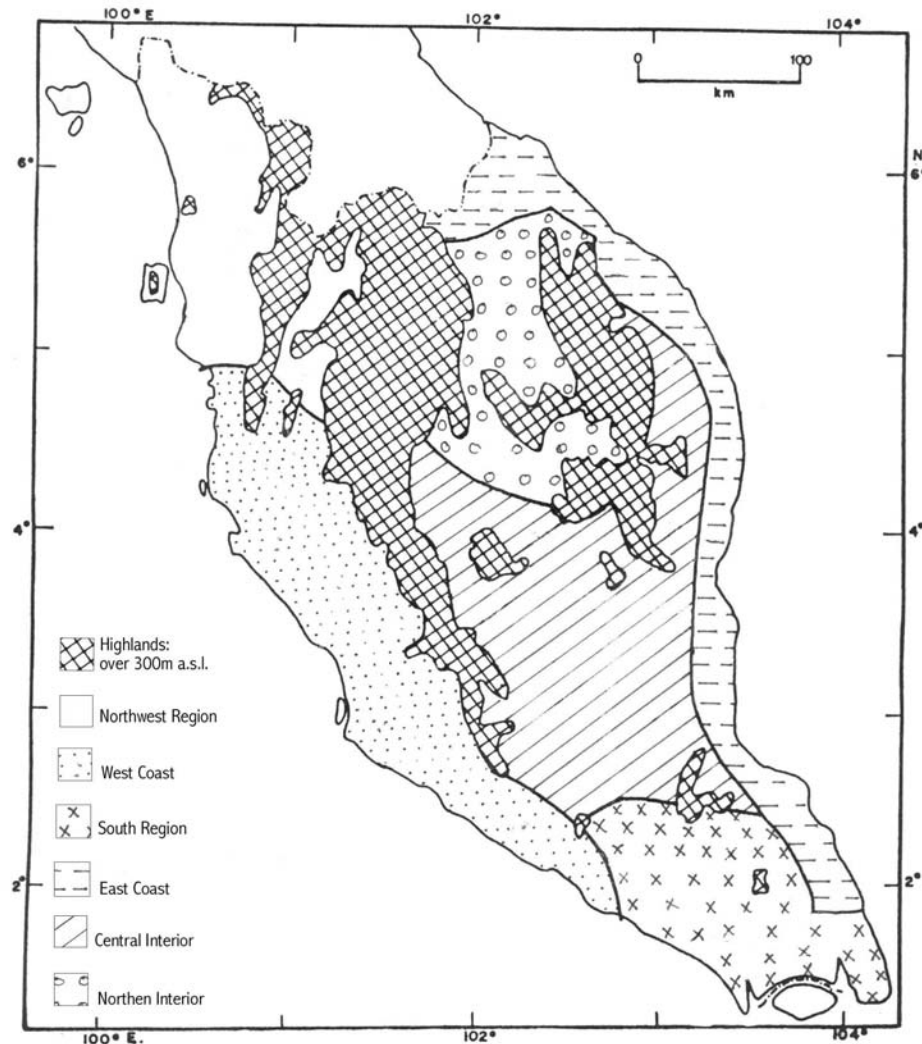 100° E
102°
104°
0
100
km
6°
N
6°
4°
4°
Highlands:
over 300m a.s.l.
Northwest Region
West Coast
South Region
East Coast
Central Interior
Northen Interior
2°
2°
100° E.
102°
104°